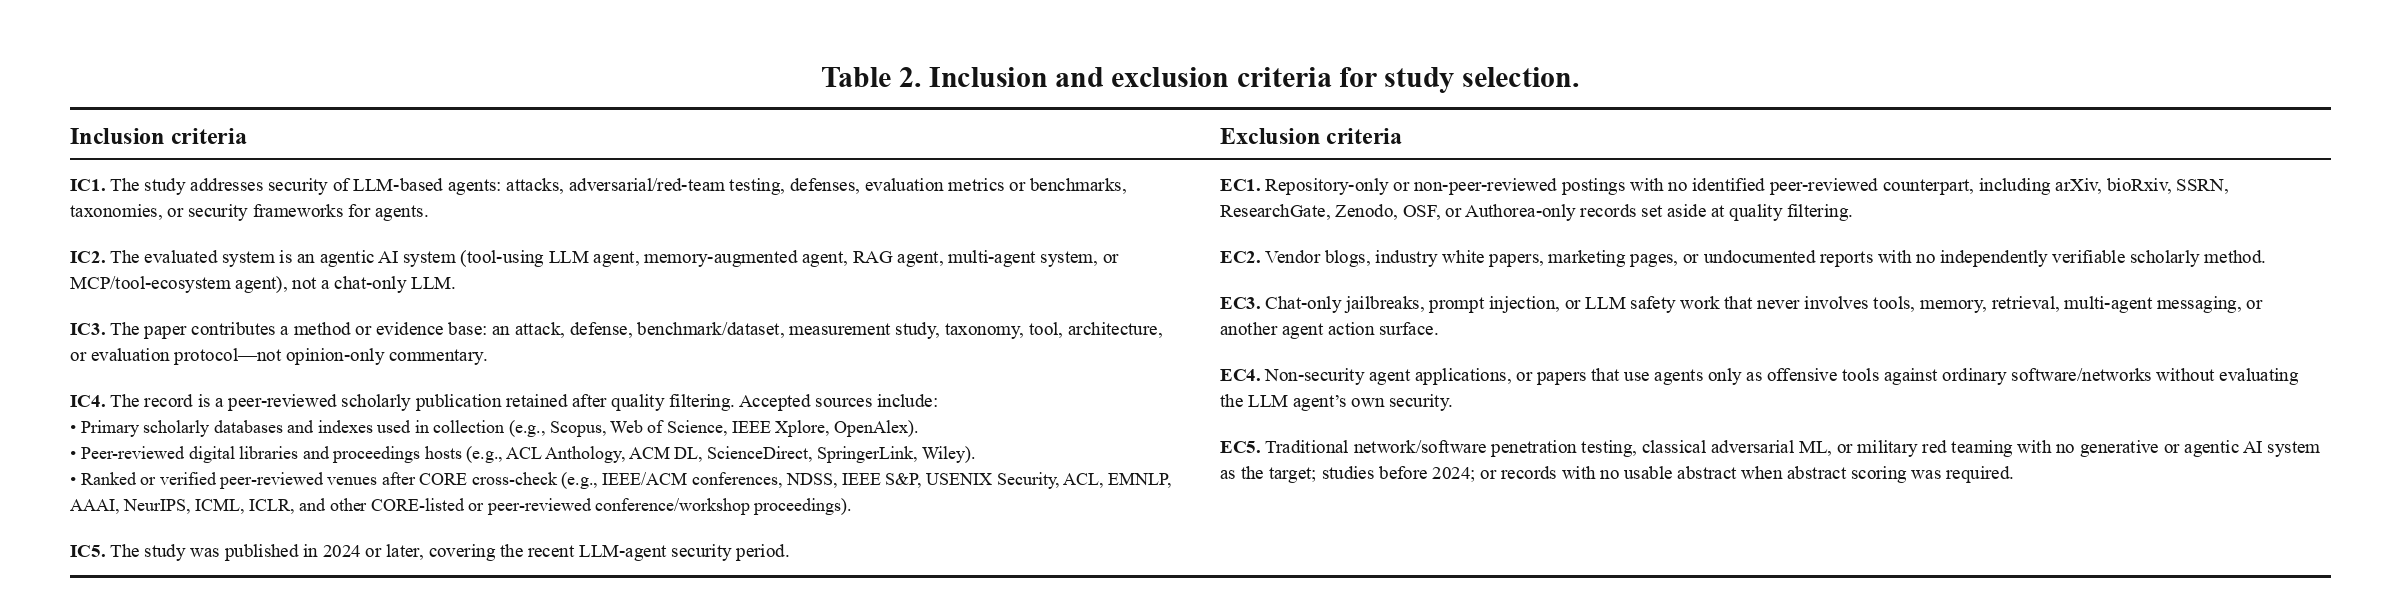 Table 2. Inclusion and exclusion criteria for study selection.
Inclusion criteria
IC1. The study addresses security of LLM-based agents: attacks, adversarial/red-team testing, defenses, evaluation metrics or benchmarks,
taxonomies, or security frameworks for agents.
IC2. The evaluated system is an agentic AI system (tool-using LLM agent, memory-augmented agent, RAG agent, multi-agent system, or
MCP/tool-ecosystem agent), not a chat-only LLM.
IC3. The paper contributes a method or evidence base: an attack, defense, benchmark/dataset, measurement study, taxonomy, tool, architecture,
or evaluation protocol—not opinion-only commentary.
IC4. The record is a peer-reviewed scholarly publication retained after quality filtering. Accepted sources include:
• Primary scholarly databases and indexes used in collection (e.g., Scopus, Web of Science, IEEE Xplore, OpenAlex).
• Peer-reviewed digital libraries and proceedings hosts (e.g., ACL Anthology, ACM DL, ScienceDirect, SpringerLink, Wiley).
• Ranked or verified peer-reviewed venues after CORE cross-check (e.g., IEEE/ACM conferences, NDSS, IEEE S&P, USENIX Security, ACL, EMNLP,
AAAI, NeurIPS, ICML, ICLR, and other CORE-listed or peer-reviewed conference/workshop proceedings).
IC5. The study was published in 2024 or later, covering the recent LLM-agent security period.
Exclusion criteria
EC1. Repository-only or non-peer-reviewed postings with no identified peer-reviewed counterpart, including arXiv, bioRxiv, SSRN,
ResearchGate, Zenodo, OSF, or Authorea-only records set aside at quality filtering.
EC2. Vendor blogs, industry white papers, marketing pages, or undocumented reports with no independently verifiable scholarly method.
EC3. Chat-only jailbreaks, prompt injection, or LLM safety work that never involves tools, memory, retrieval, multi-agent messaging, or
another agent action surface.
EC4. Non-security agent applications, or papers that use agents only as offensive tools against ordinary software/networks without evaluating
the LLM agent’s own security.
EC5. Traditional network/software penetration testing, classical adversarial ML, or military red teaming with no generative or agentic AI system
as the target; studies before 2024; or records with no usable abstract when abstract scoring was required.